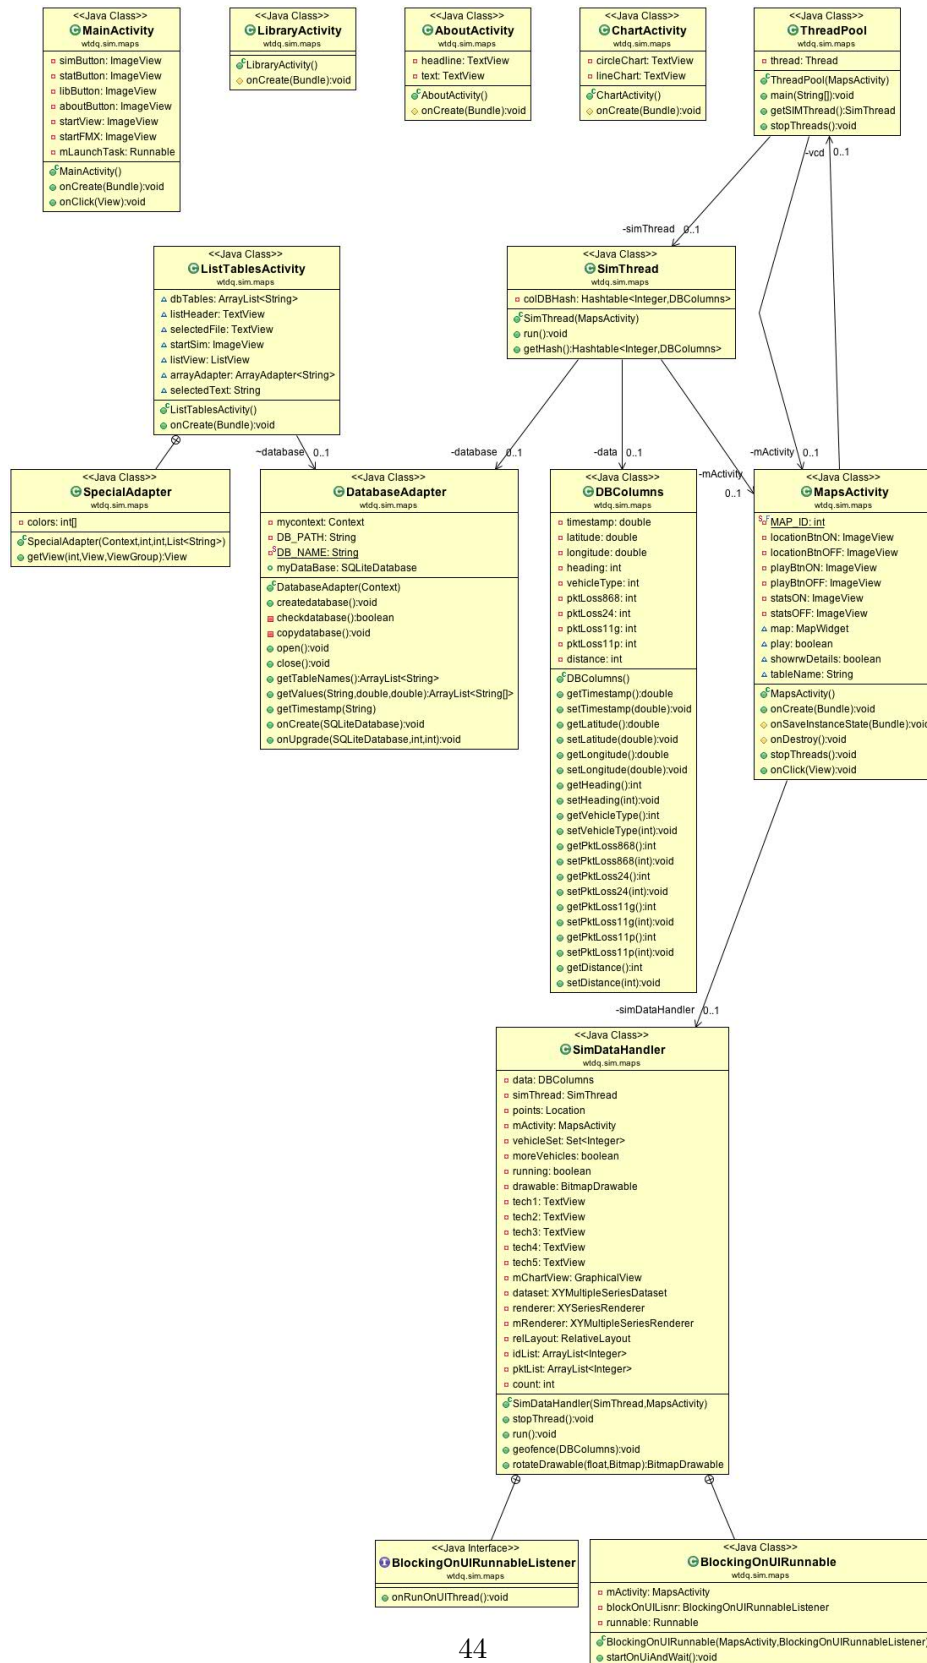 <<Java Class>>
MainActivity
wtdq.sim.maps
simButton: ImageView
statButton: ImageView
libButton: ImageView
aboutButton: ImageView
startView: ImageView
startFMX: ImageView
mLaunchTask: Runnable
MainActivity()
onCreate(Bundle):void
onClick(View):void
<<Java Class>>
LibraryActivity
wtdq.sim.maps
LibraryActivity()
onCreate(Bundle):void
<<Java Class>>
AboutActivity
wtdq.sim.maps
headline: TextView
text: TextView
AboutActivity()
onCreate(Bundle):void
<<Java Class>>
ChartActivity
wtdq.sim.maps
circleChart: TextView
lineChart: TextView
ChartActivity()
onCreate(Bundle):void
<<Java Class>>
ThreadPool
wtdq.sim.maps
thread: Thread
ThreadPool(MapsActivity)
main(String[]):void
getSIMThread():SimThread
stopThreads():void
-vcd 0..1
-simThread 0..1
<<Java Class>>
ListTablesActivity
wtdq.sim.maps
dbTables: ArrayList<String>
listHeader: TextView
selectedFile: TextView
startSim: ImageView
listView: ListView
arrayAdapter: ArrayAdapter<String>
selectedText: String
ListTablesActivity()
onCreate(Bundle):void
<<Java Class>>
SimThread
wtdq.sim.maps
colDBHash: Hashtable<Integer,DBColumns>
SimThread(MapsActivity)
run():void
getHash():Hashtable<Integer,DBColumns>
~database 0..1
-database 0..1
-data 0..1
-mActivity 0..1
-mActivity
0..1
<<Java Class>>
SpecialAdapter
wtdq.sim.maps
colors: int[]
SpecialAdapter(Context,int,int,List<String>)
getView(int,View,ViewGroup):View
<<Java Class>>
DatabaseAdapter
wtdq.sim.maps
mycontext: Context
DB_PATH: String
DB_NAME: String
myDataBase: SQLiteDatabase
DatabaseAdapter(Context)
createdatabase():void
checkdatabase():boolean
copydatabase():void
open():void
close():void
getTableNames():ArrayList<String>
getValues(String,double,double):ArrayList<String[]>
getTimestamp(String)
onCreate(SQLiteDatabase):void
onUpgrade(SQLiteDatabase,int,int):void
<<Java Class>>
DBColumns
wtdq.sim.maps
timestamp: double
latitude: double
longitude: double
heading: int
vehicleType: int
pktLoss868: int
pktLoss24: int
pktLoss11g: int
pktLoss11p: int
distance: int
DBColumns()
getTimestamp():double
setTimestamp(double):void
getLatitude():double
setLatitude(double):void
getLongitude():double
setLongitude(double):void
getHeading():int
setHeading(int):void
getVehicleType():int
setVehicleType(int):void
getPktLoss868():int
setPktLoss868(int):void
getPktLoss24():int
setPktLoss24(int):void
getPktLoss11g():int
setPktLoss11g(int):void
getPktLoss11p():int
setPktLoss11p(int):void
getDistance():int
setDistance(int):void
<<Java Class>>
MapsActivity
wtdq.sim.maps
MAP_ID: int
locationBtnON: ImageView
locationBtnOFF: ImageView
playBtnON: ImageView
playBtnOFF: ImageView
statsON: ImageView
statsOFF: ImageView
map: MapWidget
play: boolean
showrwDetails: boolean
tableName: String
MapsActivity()
onCreate(Bundle):void
onSaveInstanceState(Bundle):void
onDestroy():void
stopThreads():void
onClick(View):void
-simDataHandler 0..1
<<Java Class>>
SimDataHandler
wtdq.sim.maps
data: DBColumns
simThread: SimThread
points: Location
mActivity: MapsActivity
vehicleSet: Set<Integer>
moreVehicles: boolean
running: boolean
drawable: BitmapDrawable
tech1: TextView
tech2: TextView
tech3: TextView
tech4: TextView
tech5: TextView
mChartView: GraphicalView
dataset: XYMultipleSeriesDataset
renderer: XYSeriesRenderer
mRenderer: XYMultipleSeriesRenderer
relLayout: RelativeLayout
idList: ArrayList<Integer>
pktList: ArrayList<Integer>
count: int
SimDataHandler(SimThread,MapsActivity)
stopThread():void
run():void
geofence(DBColumns):void
rotateDrawable(float,Bitmap):BitmapDrawable
<<Java Interface>>
BlockingOnUIRunnableListener
wtdq.sim.maps
onRunOnUIThread():void
<<Java Class>>
BlockingOnUIRunnable
wtdq.sim.maps
mActivity: MapsActivity
blockOnUILisnr: BlockingOnUIRunnableListener
runnable: Runnable
BlockingOnUIRunnable(MapsActivity,BlockingOnUIRunnableListener)
startOnUiAndWait():void
44